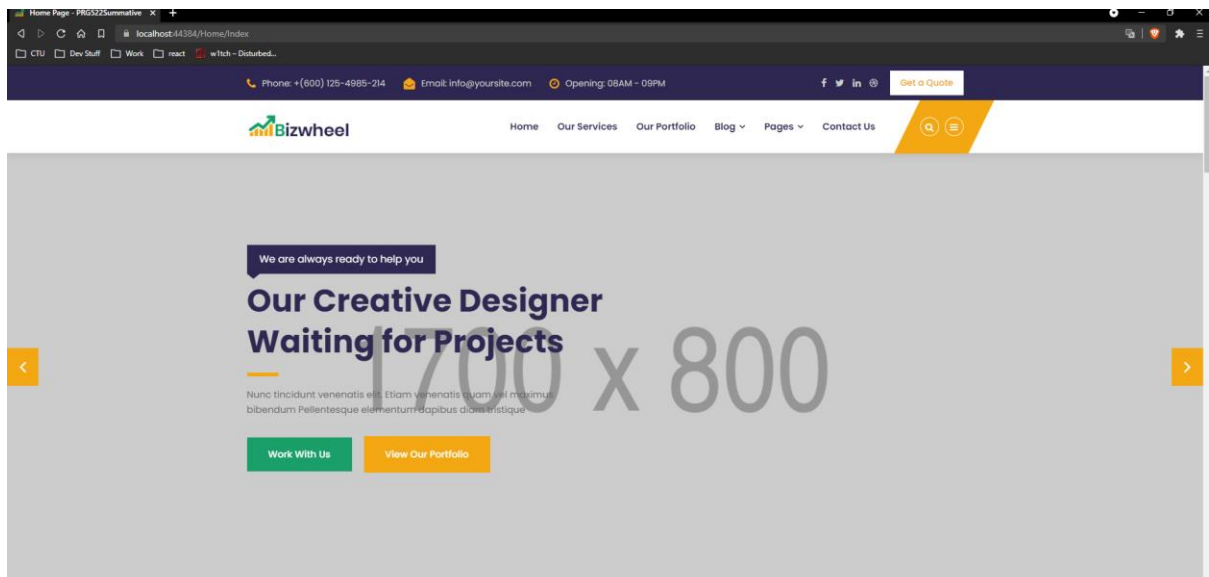 Home Page - PRG522Summative
localhost:44384/Home/Index
CTU Dev Stuff Work react w1tch – Disturbed...
Phone: +(600) 125-4985-214 Email: info@yoursite.com Opening: 08AM - 09PM Get a Quote
Bizwheel Home Our Services Our Portfolio Blog Pages Contact Us
We are always ready to help you
Our Creative Designer
Waiting for Projects
1700 x 800
Nunc tincidunt venenatis elit. Etiam venenatis quam vel maximus
bibendum Pellentesque elementum dapibus diam tristique
Work With Us View Our Portfolio